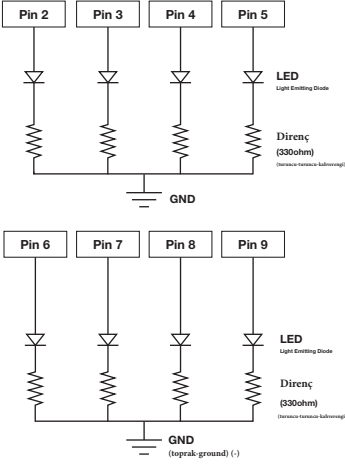 Pin 2 Pin 3 Pin 4 Pin 5
LED
Light Emitting Diode
Direnç
(330ohm)
(turuncu-turuncu-kahverengi)
GND
Pin 6 Pin 7 Pin 8 Pin 9
LED
Light Emitting Diode
Direnç
(330ohm)
(turuncu-turuncu-kahverengi
GND
(toprak-ground) (-)